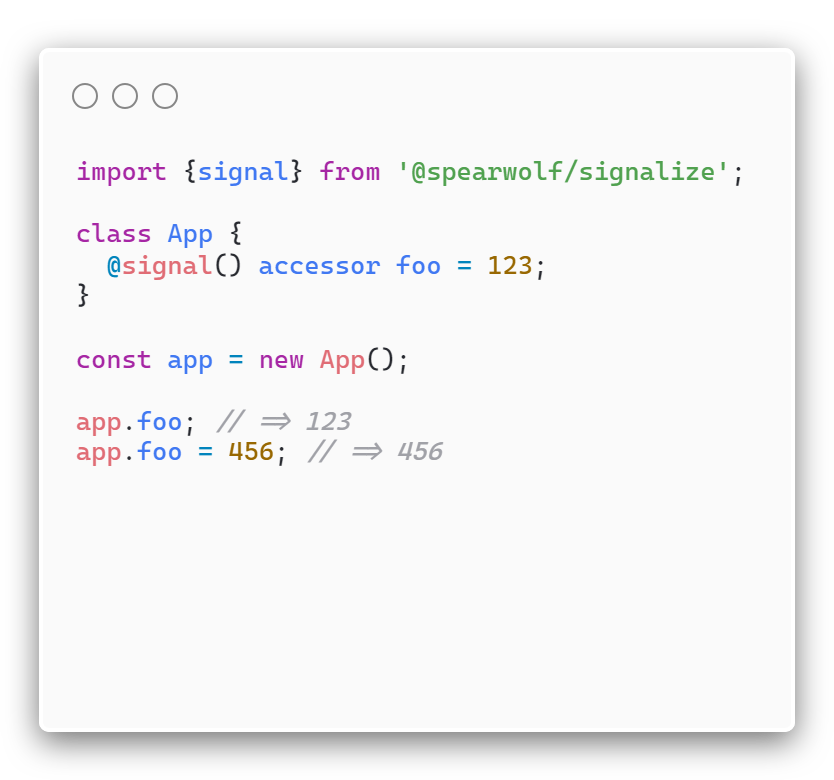 import {signal} from '@spearwolf/signalize';
class App {
  @signal() accessor foo = 123;
}
const app = new App();
app.foo; // => 123
app.foo = 456; // => 456